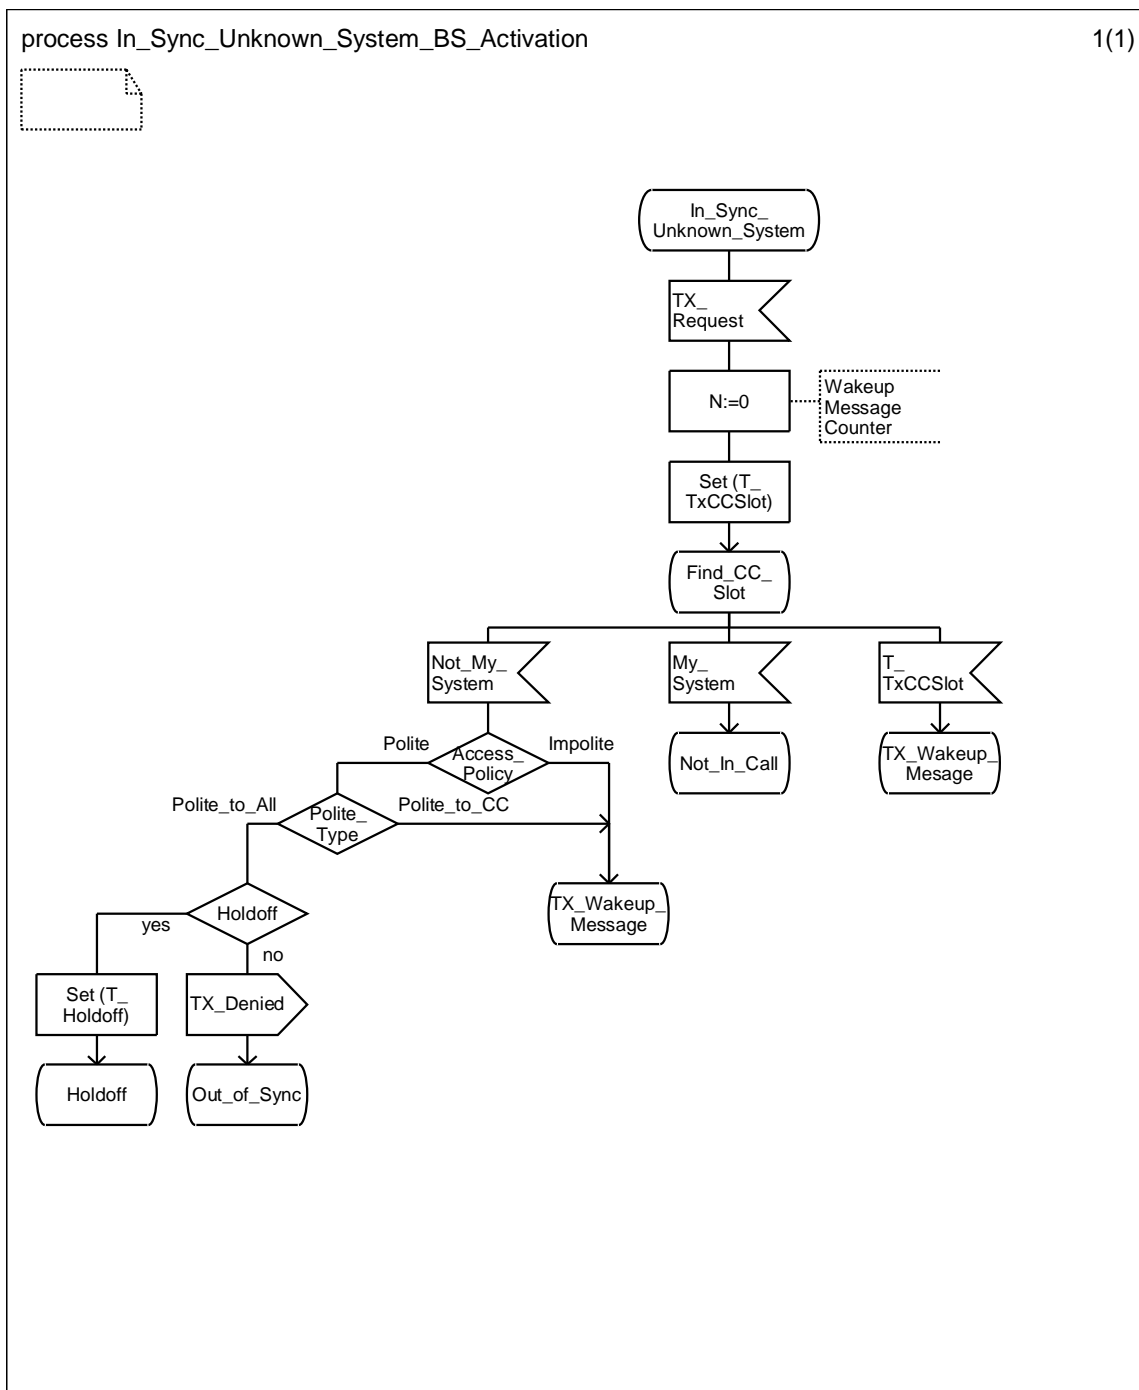 process In_Sync_Unknown_System_BS_Activation
1(1)
In_Sync_
Unknown_System
TX_
Request
N:=0
Wakeup
Message
Counter
Set (T_
TxCCSlot)
Find_CC_
Slot
Not_My_
System
My_
System
T_
TxCCSlot
Polite
Access_
Policy
Impolite
Not_In_Call
TX_Wakeup_
Mesage
Polite_to_All
Polite_
Type
Polite_to_CC
Holdoff
TX_Wakeup_
Message
yes
no
Set (T_
Holdoff)
TX_Denied
Holdoff
Out_of_Sync